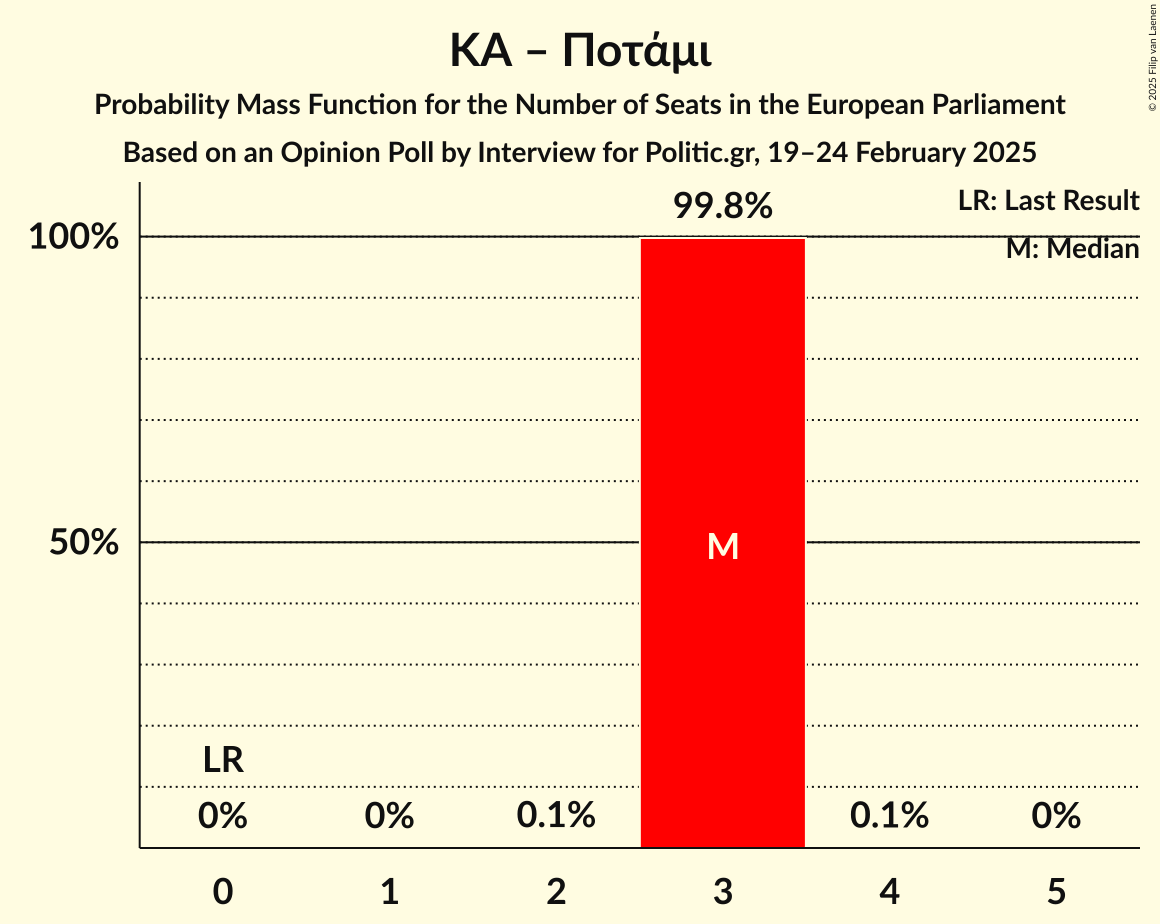 ΚΑ – Ποτάμι
Probability Mass Function for the Number of Seats in the European Parliament
Based on an Opinion Poll by Interview for Politic.gr, 19–24 February 2025
© 2025 Filip van Laenen
99.8%
LR: Last Result
M: Median
100%
50%
M
LR
0%
0%
0.1%
0.1%
0%
0
1
2
3
4
5